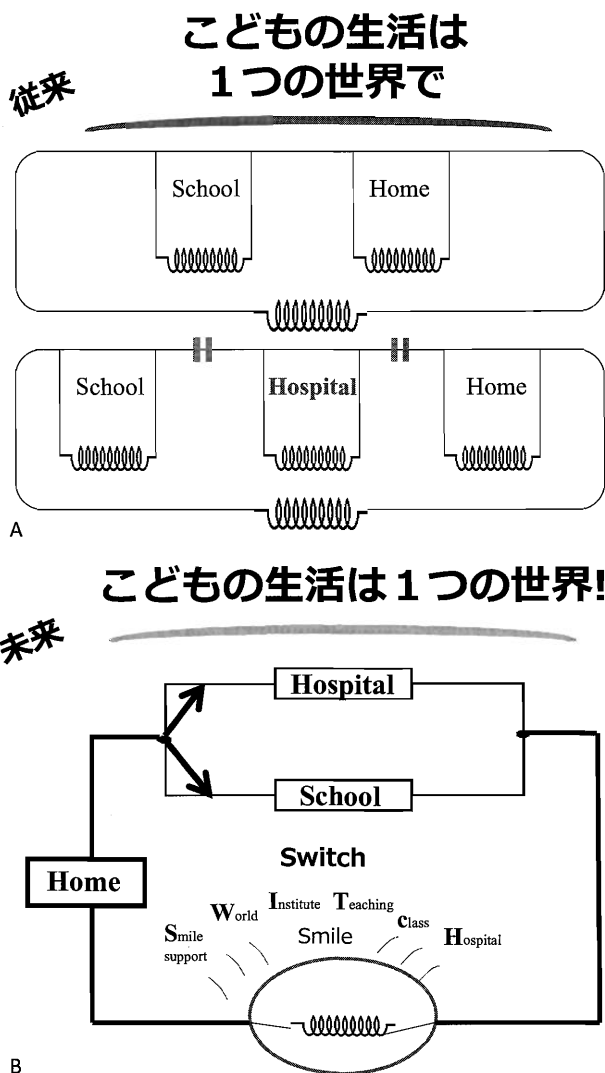 従来
こどもの生活は
１つの世界で
School
Home
School
Hospital
Home
A
未来
こどもの生活は１つの世界!
Hospital
School
Home
Switch
Smile support
World
Institute
Teaching
class
Hospital
Smile
B